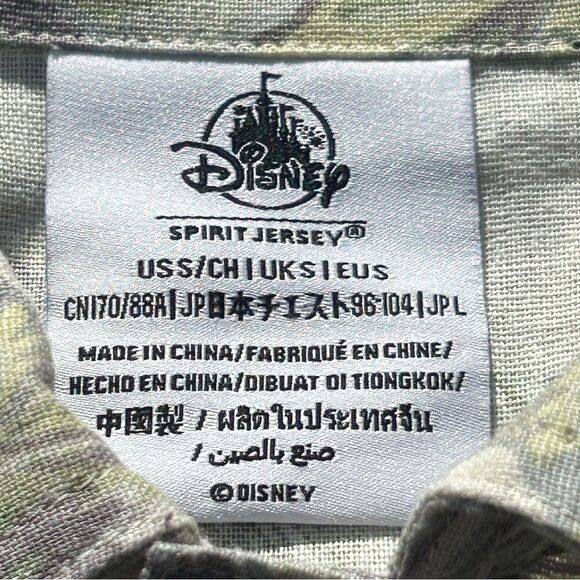 Disney
SPIRIT JERSEY®
US S/CH | UK S | EU S
CN170/88A | JP日本チエスト96-104 | JP L
MADE IN CHINA/FABRIQUÉ EN CHINE/
HECHO EN CHINA/DIBUAT DI TIONGKOK/
中國製 / ผลิตในประเทศจีน
/ صنع بالصين
©DISNEY